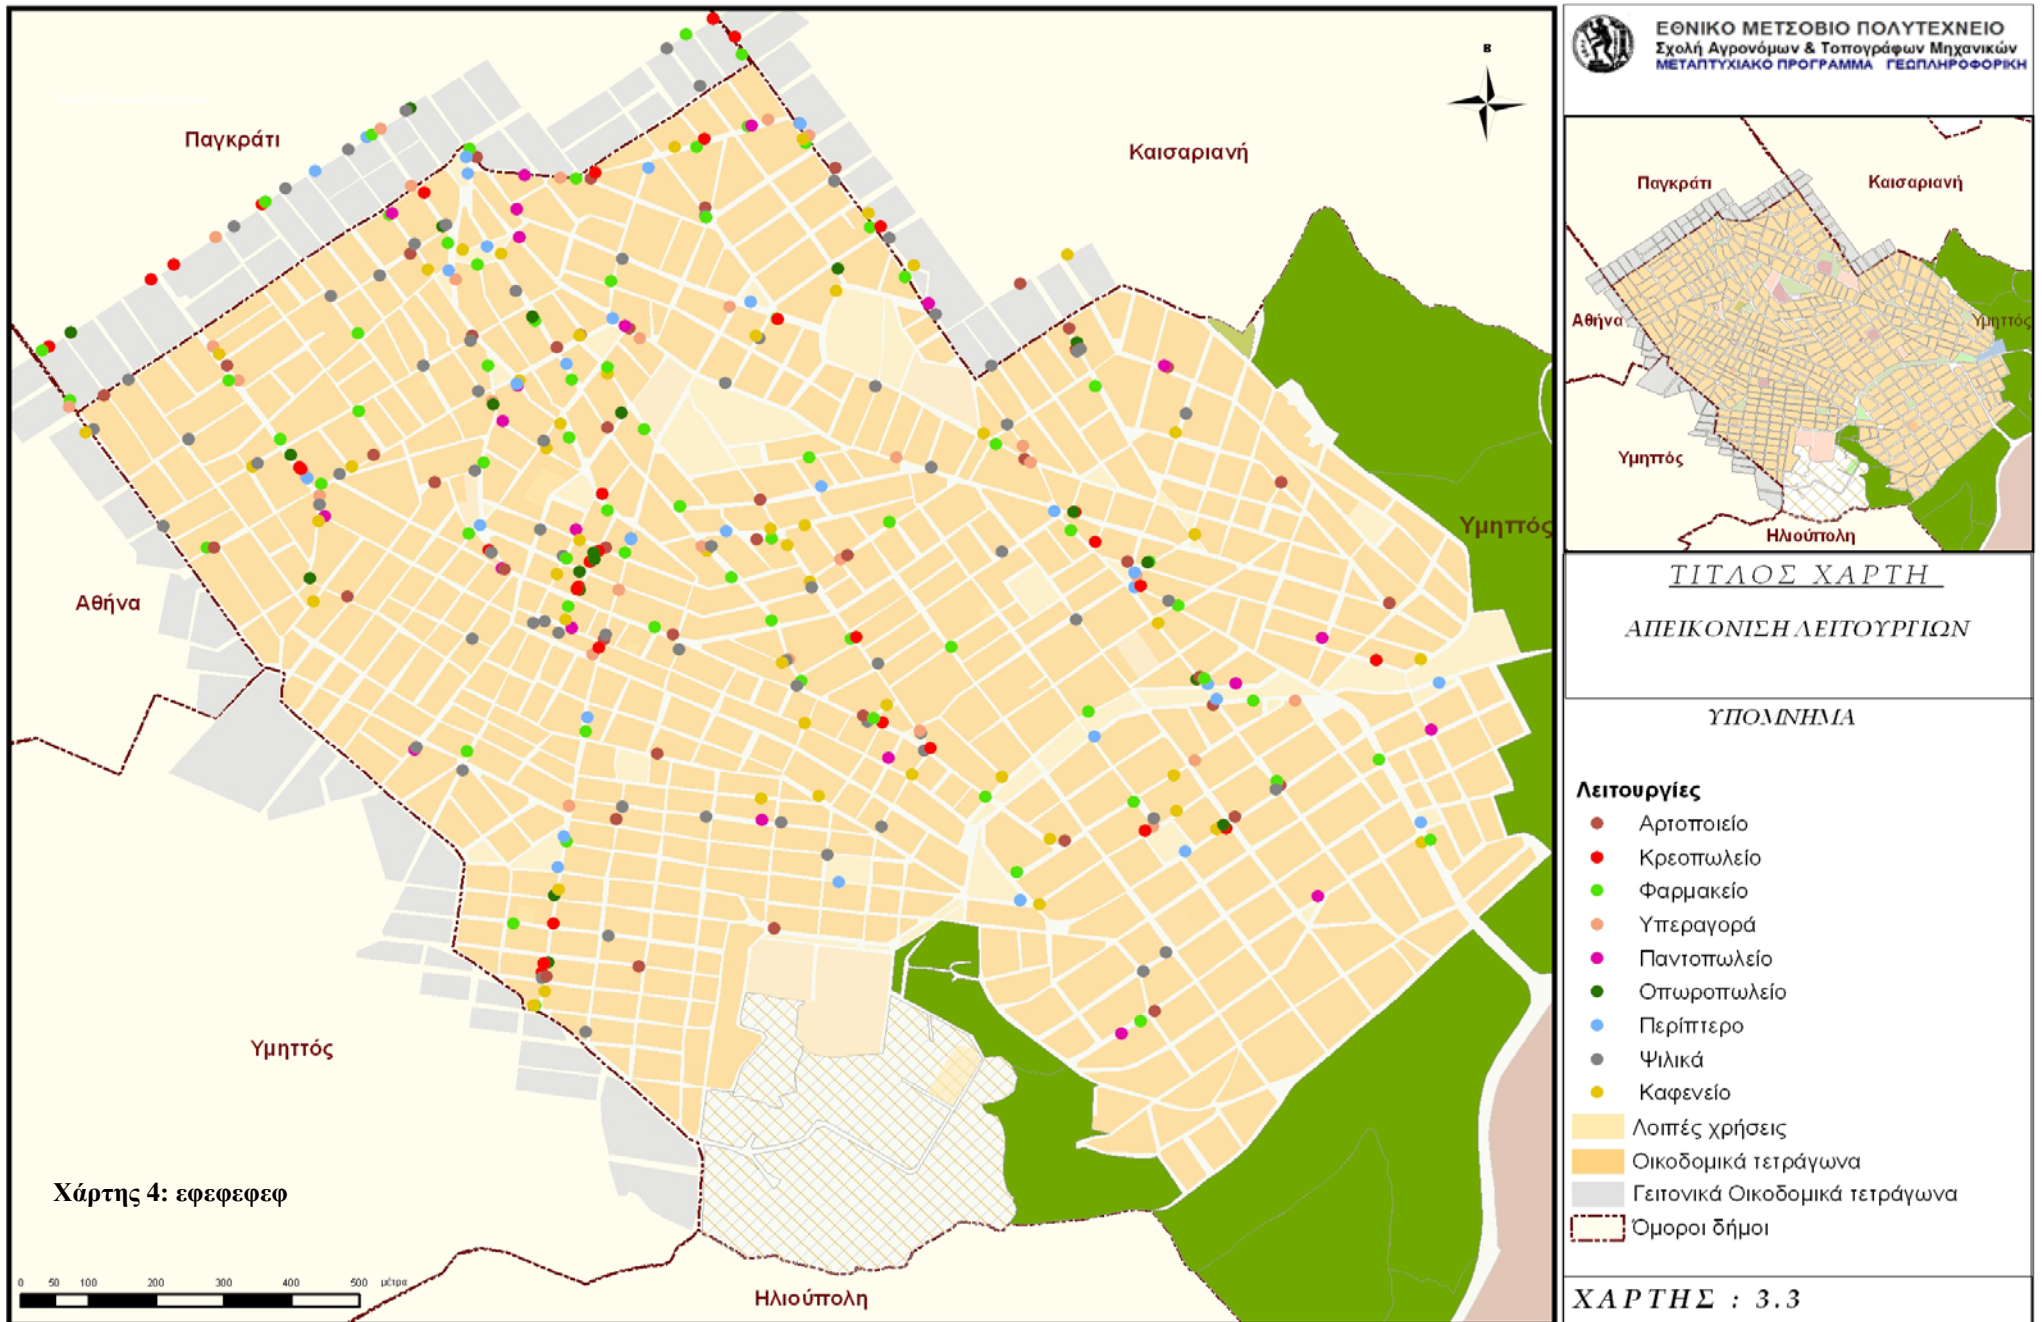 Β
Παγκράτι
Καισαριανή
Υμηττός
Αθήνα
Υμηττός
Χάρτης 4: εφεφεφεφ
0 50 100 200 300 400 500 μέτρα
Ηλιούπολη
ΕΘΝΙΚΟ ΜΕΤΣΟΒΙΟ ΠΟΛΥΤΕΧΝΕΙΟ
Σχολή Αγρονόμων & Τοπογράφων Μηχανικών
ΜΕΤΑΠΤΥΧΙΑΚΟ ΠΡΟΓΡΑΜΜΑ ΓΕΩΠΛΗΡΟΦΟΡΙΚΗ
Παγκράτι
Καισαριανή
Αθήνα
Υμηττός
Υμηττός
Ηλιούπολη
ΤΙΤΛΟΣ ΧΑΡΤΗ
ΑΠΕΙΚΟΝΙΣΗ ΛΕΙΤΟΥΡΓΙΩΝ
ΥΠΟΜΝΗΜΑ
Λειτουργίες
Αρτοποιείο
Κρεοπωλείο
Φαρμακείο
Υπεραγορά
Παντοπωλείο
Οπωροπωλείο
Περίπτερο
Ψιλικά
Καφενείο
Λοιπές χρήσεις
Οικοδομικά τετράγωνα
Γειτονικά Οικοδομικά τετράγωνα
Όμοροι δήμοι
ΧΑΡΤΗΣ : 3.3